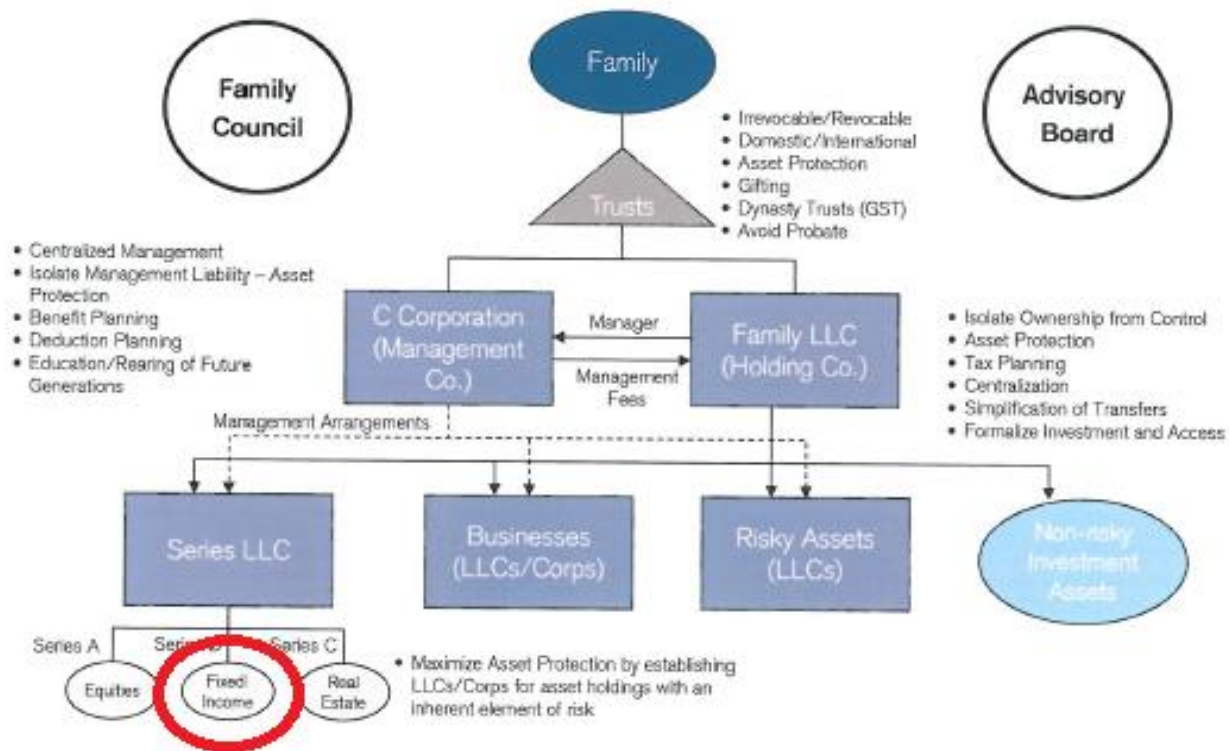 Family
Council
Family
Advisory
Board
• Irrevocable/Revocable
• Domestic/International
• Asset Protection
• Gifting
• Dynasty Trusts (GST)
• Avoid Probate
Trusts
• Centralized Management
• Isolate Management Liability – Asset
Protection
• Benefit Planning
• Deduction Planning
• Education/Rearing of Future
Generations
C Corporation
(Management
Co.)
Manager
Management
Fees
Family LLC
(Holding Co.)
• Isolate Ownership from Control
• Asset Protection
• Tax Planning
• Centralization
• Simplification of Transfers
• Formalize Investment and Access
Management Arrangements
Series LLC
Businesses
(LLCs/Corps)
Risky Assets
(LLCs)
Non-risky
Investment
Assets
Series A
Series C
Equities
Fixed
Income
Real
Estate
• Maximize Asset Protection by establishing
LLCs/Corps for asset holdings with an
inherent element of risk